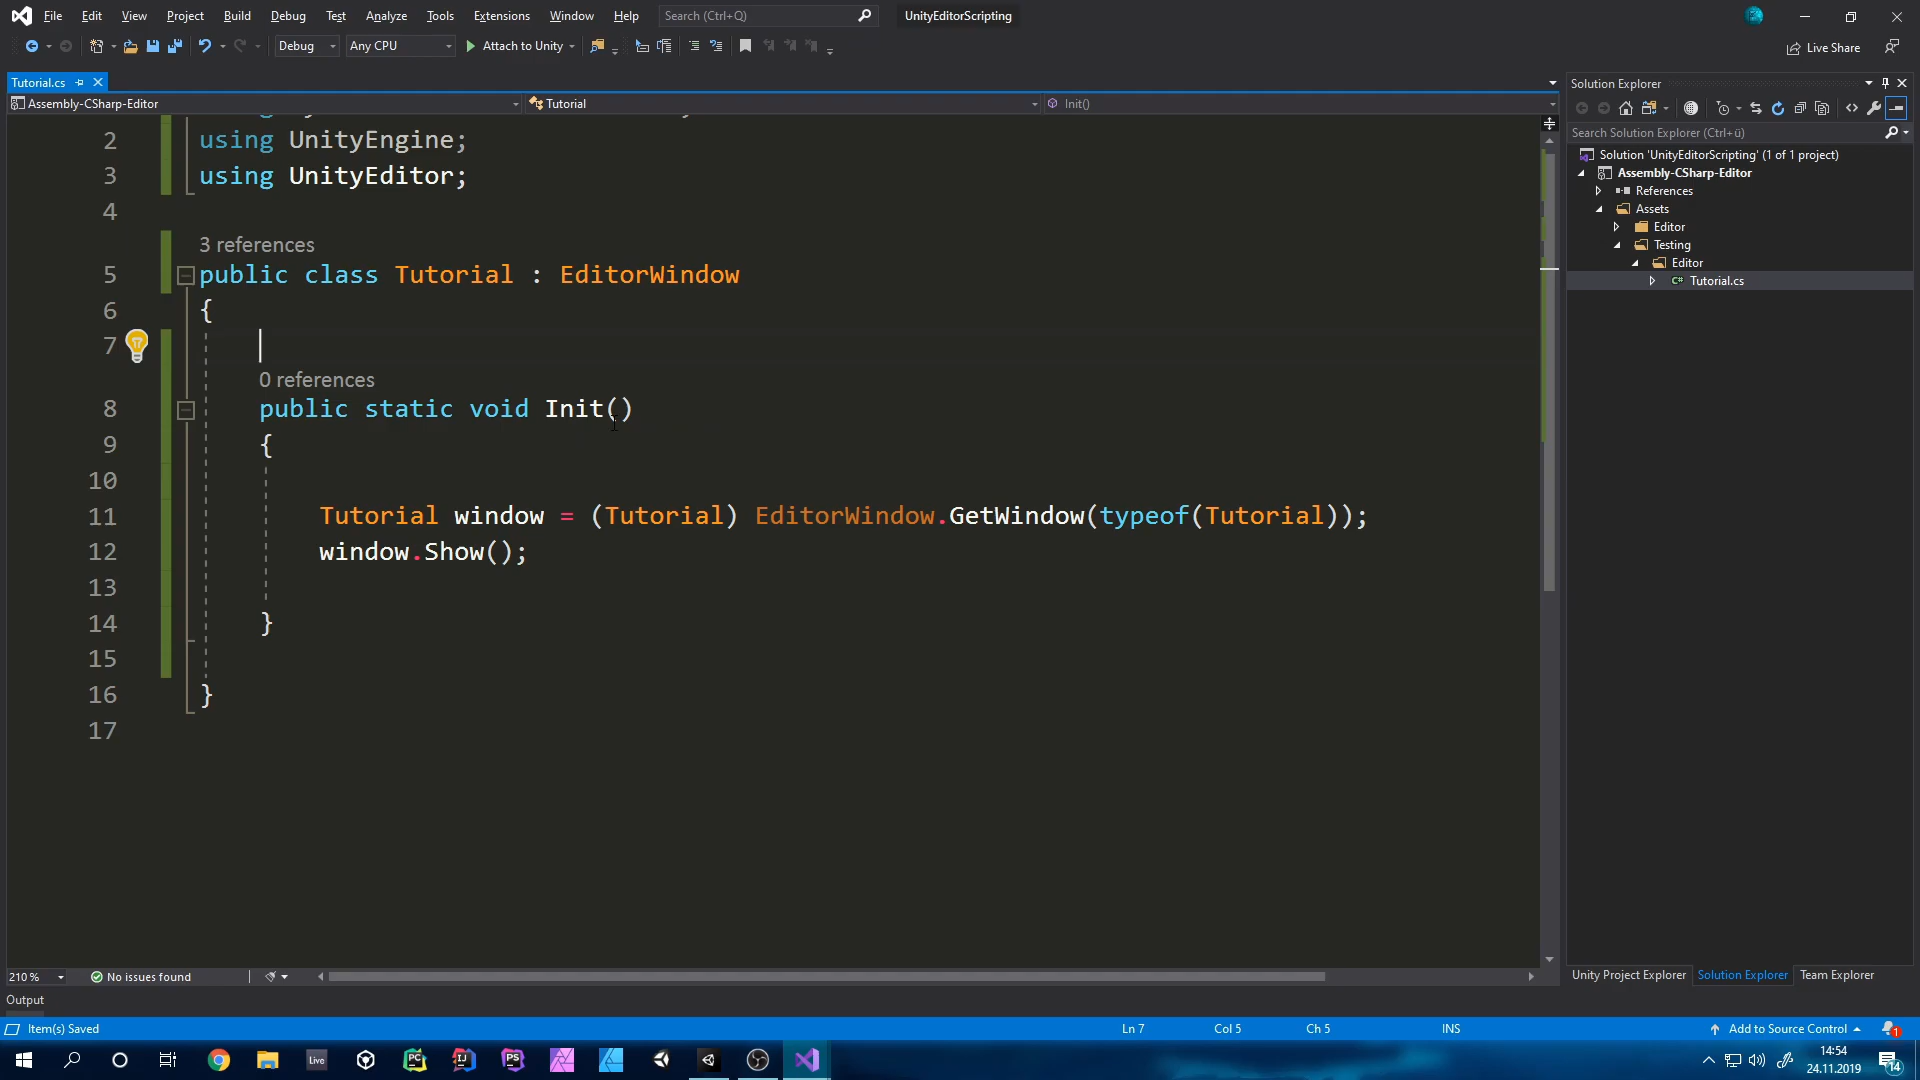 File Edit View Project Build Debug Test Analyze Tools Extensions Window Help Search (Ctrl+Q) UnityEditorScripting
Debug Any CPU Attach to Unity Live Share
Tutorial.cs
Assembly-CSharp-Editor Tutorial Init()
2 using UnityEngine;
3 using UnityEditor;
4
3 references
5 public class Tutorial : EditorWindow
6 {
7
0 references
8 public static void Init()
9 {
10
11 Tutorial window = (Tutorial) EditorWindow.GetWindow(typeof(Tutorial));
12 window.Show();
13
14 }
15
16 }
17
Solution Explorer
Search Solution Explorer (Ctrl+ü)
Solution 'UnityEditorScripting' (1 of 1 project)
Assembly-CSharp-Editor
References
Assets
Editor
Testing
Editor
C# Tutorial.cs
210 % No issues found
Unity Project Explorer Solution Explorer Team Explorer
Output
Item(s) Saved Ln 7 Col 5 Ch 5 INS Add to Source Control 1
Live PC IJ PS 14:54
24.11.2019 14